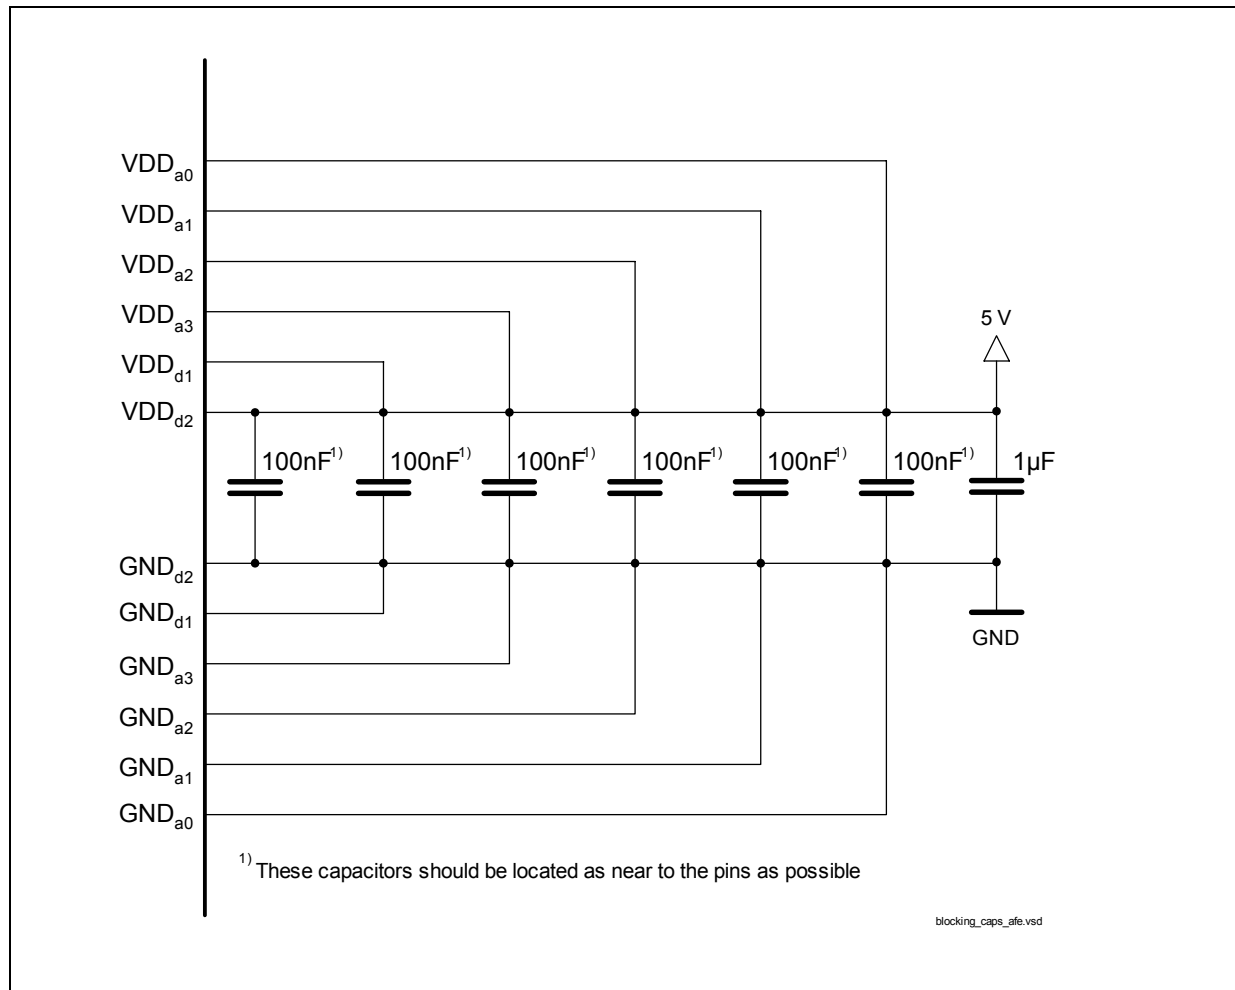 VDDa0
VDDa1
VDDa2
VDDa3
5 V
VDDd1
VDDd2
100nF1) 100nF1) 100nF1) 100nF1) 100nF1) 100nF1) 1µF
GNDd2
GNDd1
GND
GNDa3
GNDa2
GNDa1
GNDa0
1) These capacitors should be located as near to the pins as possible
blocking_caps_afe.vsd